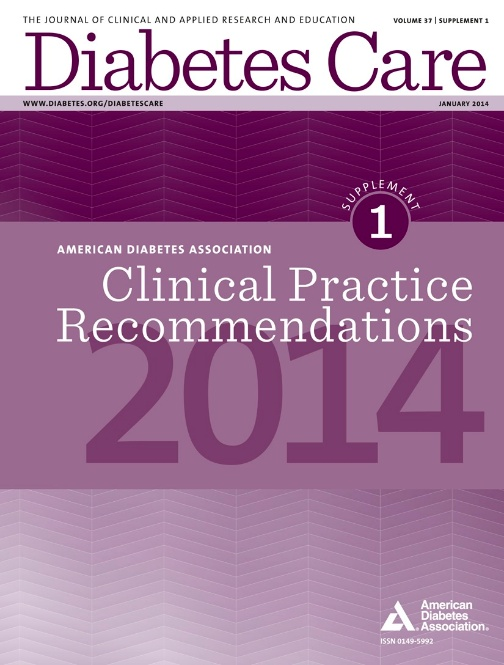 THE JOURNAL OF CLINICAL AND APPLIED RESEARCH AND EDUCATION
VOLUME 37 | SUPPLEMENT 1
Diabetes Care
WWW.DIABETES.ORG/DIABETESCARE
JANUARY 2014
SUPPLEMENT
1
AMERICAN DIABETES ASSOCIATION
Clinical Practice
Recommendations
2014
American
Diabetes
Association®
ISSN 0149-5992